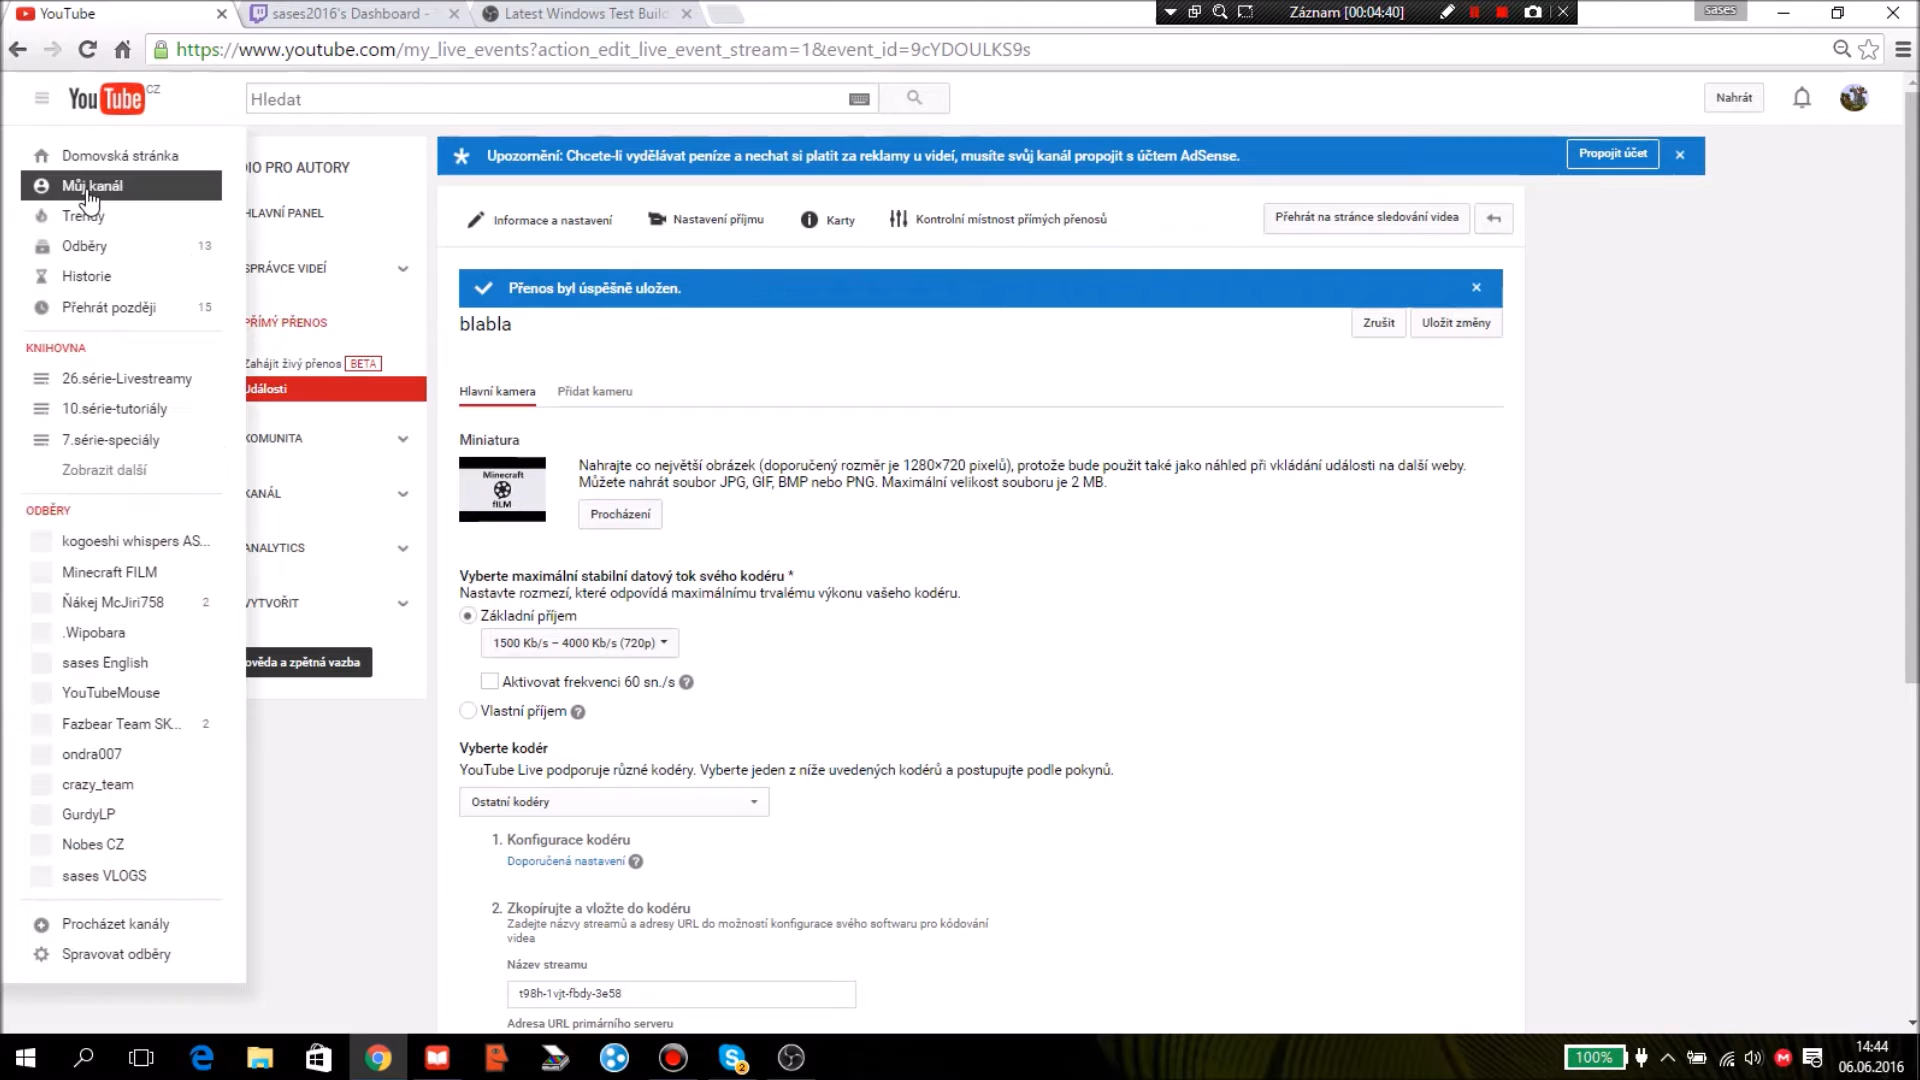 YouTube
sases2016's Dashboard -
Latest Windows Test Build
Záznam [00:04:40]
sases
https://www.youtube.com/my_live_events?action_edit_live_event_stream=1&event_id=9cYDOULKS9s
YouTube CZ
Hledat
Nahrát
Domovská stránka
Můj kanál
Trendy
Odběry 13
Historie
Přehrát později 15
KNIHOVNA
26.série-Livestreamy
10.série-tutoriály
7.série-speciály
Zobrazit další
ODBĚRY
kogoeshi whispers AS...
Minecraft FILM
Ňákej McJiri758 2
.Wipobara
sases English
YouTubeMouse
Fazbear Team SK... 2
ondra007
crazy_team
GurdyLP
Nobes CZ
sases VLOGS
Procházet kanály
Spravovat odběry
IO PRO AUTORY
HLAVNÍ PANEL
SPRÁVCE VIDEÍ
PŘÍMÝ PŘENOS
Zahájit živý přenos BETA
Události
KOMUNITA
KANÁL
ANALYTICS
VYTVOŘIT
ověda a zpětná vazba
Upozornění: Chcete-li vydělávat peníze a nechat si platit za reklamy u videí, musíte svůj kanál propojit s účtem AdSense.
Propojit účet
Informace a nastavení
Nastavení příjmu
Karty
Kontrolní místnost přímých přenosů
Přehrát na stránce sledování videa
Přenos byl úspěšně uložen.
blabla
Zrušit
Uložit změny
Hlavní kamera
Přidat kameru
Miniatura
Minecraft
fiLM
Nahrajte co největší obrázek (doporučený rozměr je 1280×720 pixelů), protože bude použit také jako náhled při vkládání události na další weby.
Můžete nahrát soubor JPG, GIF, BMP nebo PNG. Maximální velikost souboru je 2 MB.
Procházení
Vyberte maximální stabilní datový tok svého kodéru *
Nastavte rozmezí, které odpovídá maximálnímu trvalému výkonu vašeho kodéru.
Základní příjem
1500 Kb/s – 4000 Kb/s (720p)
Aktivovat frekvenci 60 sn./s
Vlastní příjem
Vyberte kodér
YouTube Live podporuje různé kodéry. Vyberte jeden z níže uvedených kodérů a postupujte podle pokynů.
Ostatní kodéry
1. Konfigurace kodéru
Doporučená nastavení
2. Zkopírujte a vložte do kodéru
Zadejte názvy streamů a adresy URL do možností konfigurace svého softwaru pro kódování
videa
Název streamu
t98h-1vjt-fbdy-3e58
Adresa URL primárního serveru
2
100%
14:44
06.06.2016